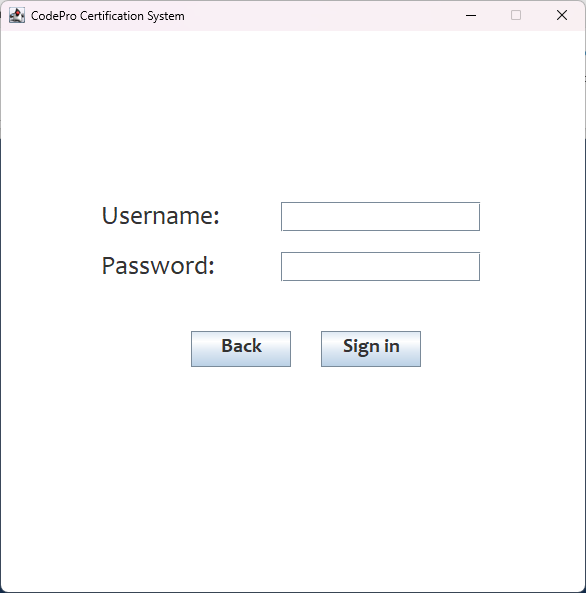 CodePro Certification System
Username:
Password:
Back Sign in